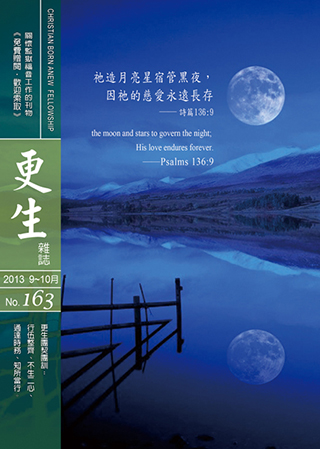 關懷監獄福音工作的刊物
《免費贈閱·歡迎索取》
CHRISTIAN BORN ANEW FELLOWSHIP
更生
雜誌
2013 9~10月
No. 163
更生團契團訓：
行伍整齊、不生二心、
通達時務、知所當行。
祂造月亮星宿管黑夜，
因祂的慈愛永遠長存
——詩篇136:9
the moon and stars to govern the night;
His love endures forever.
——Psalms 136:9